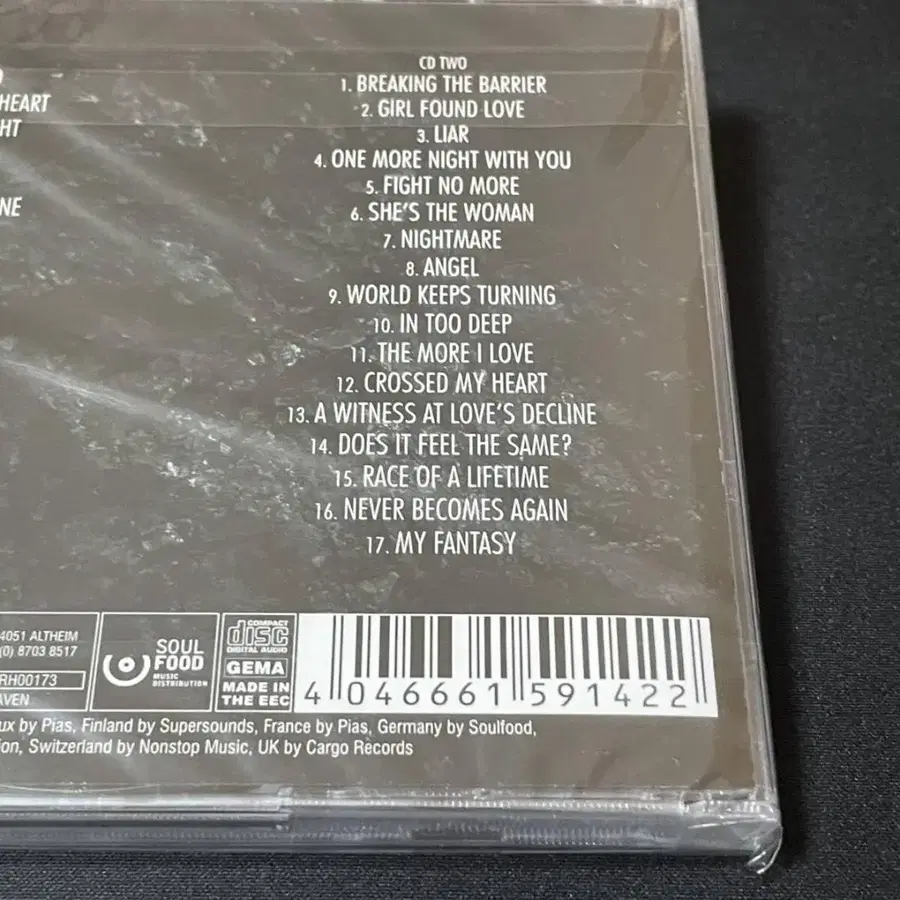 HEART
HT
NE
CD TWO
1. BREAKING THE BARRIER
2. GIRL FOUND LOVE
3. LIAR
4. ONE MORE NIGHT WITH YOU
5. FIGHT NO MORE
6. SHE'S THE WOMAN
7. NIGHTMARE
8. ANGEL
9. WORLD KEEPS TURNING
10. IN TOO DEEP
11. THE MORE I LOVE
12. CROSSED MY HEART
13. A WITNESS AT LOVE'S DECLINE
14. DOES IT FEEL THE SAME?
15. RACE OF A LIFETIME
16. NEVER BECOMES AGAIN
17. MY FANTASY
4051 ALTHEIM
(0) 8703 8517
RH00173
AVEN
SOUL
FOOD
MUSIC
DISTRIBUTION
COMPACT
disc
DIGITAL AUDIO
GEMA
MADE IN
THE EEC
4 046661 591422
ux by Pias, Finland by Supersounds, France by Pias, Germany by Soulfood,
ion, Switzerland by Nonstop Music, UK by Cargo Records